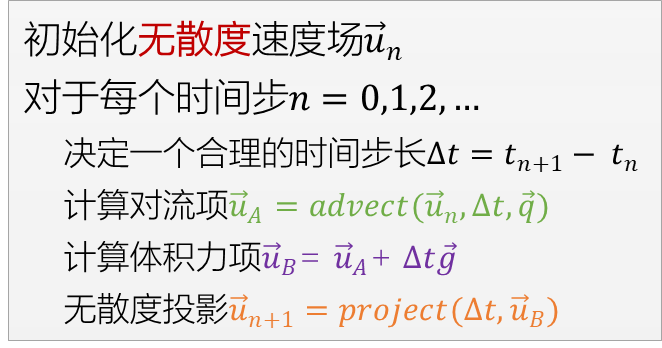 初始化无散度速度场u⃗ₙ
对于每个时间步n = 0,1,2, …
决定一个合理的时间步长Δt = tₙ₊₁ − tₙ
计算对流项u⃗_A = advect(u⃗ₙ, Δt, q⃗)
计算体积力项u⃗_B = u⃗_A + Δtg⃗
无散度投影u⃗ₙ₊₁ = project(Δt, u⃗_B)